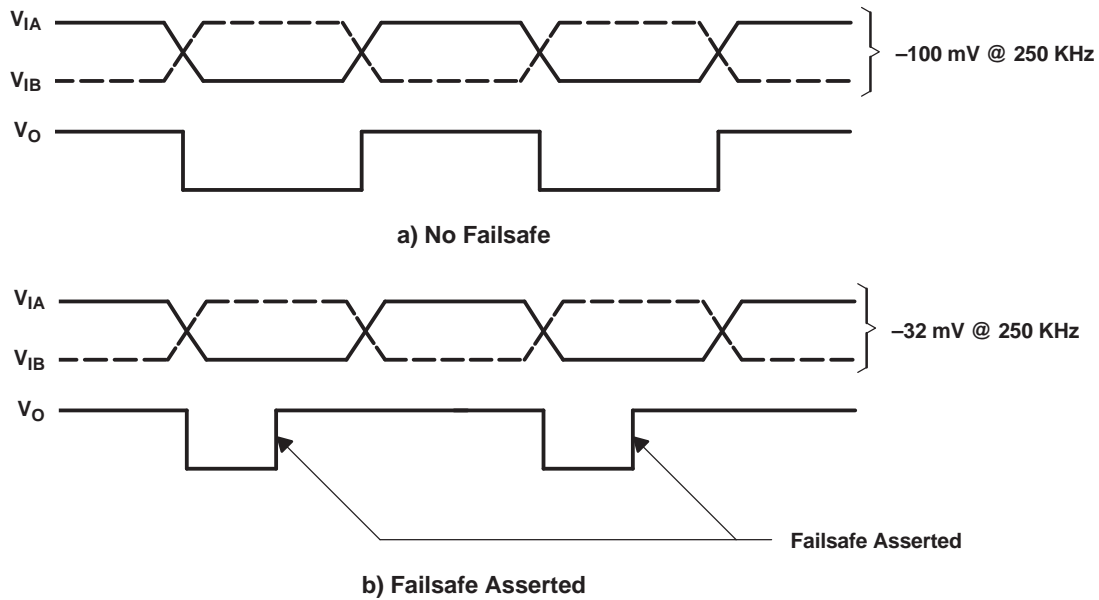 VIA
VIB
–100 mV @ 250 KHz
VO
a) No Failsafe
VIA
VIB
–32 mV @ 250 KHz
VO
Failsafe Asserted
b) Failsafe Asserted